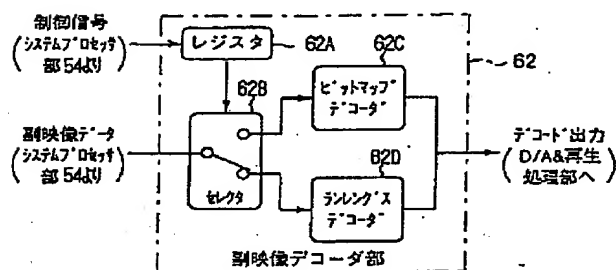 制御信号
(システムプロセッサ
部54より)
レジスタ
62A
62B
セレクタ
副映像データ
(システムプロセッサ
部54より)
62C
ビットマップ
デコーダ
62D
ランレングス
デコーダー
62
デコード出力
(D/A&再生
処理部へ)
副映像デコーダ部